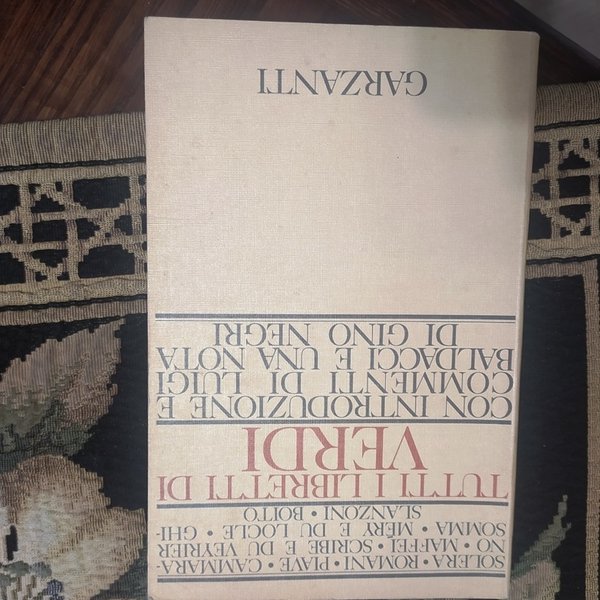 SOLERA • ROMANI • PIAVE • CAMMARA-
NO • MAFFEI • SCRIBE E DU VEYRIER
SOMMA • MÉRY E DU LOCLE • GHI-
SLANZONI • BOITO
TUTTI I LIBRETTI DI
VERDI
CON INTRODUZIONE E
COMMENTI DI LUIGI
BALDACCI E UNA NOTA
DI GINO NEGRI
GARZANTI